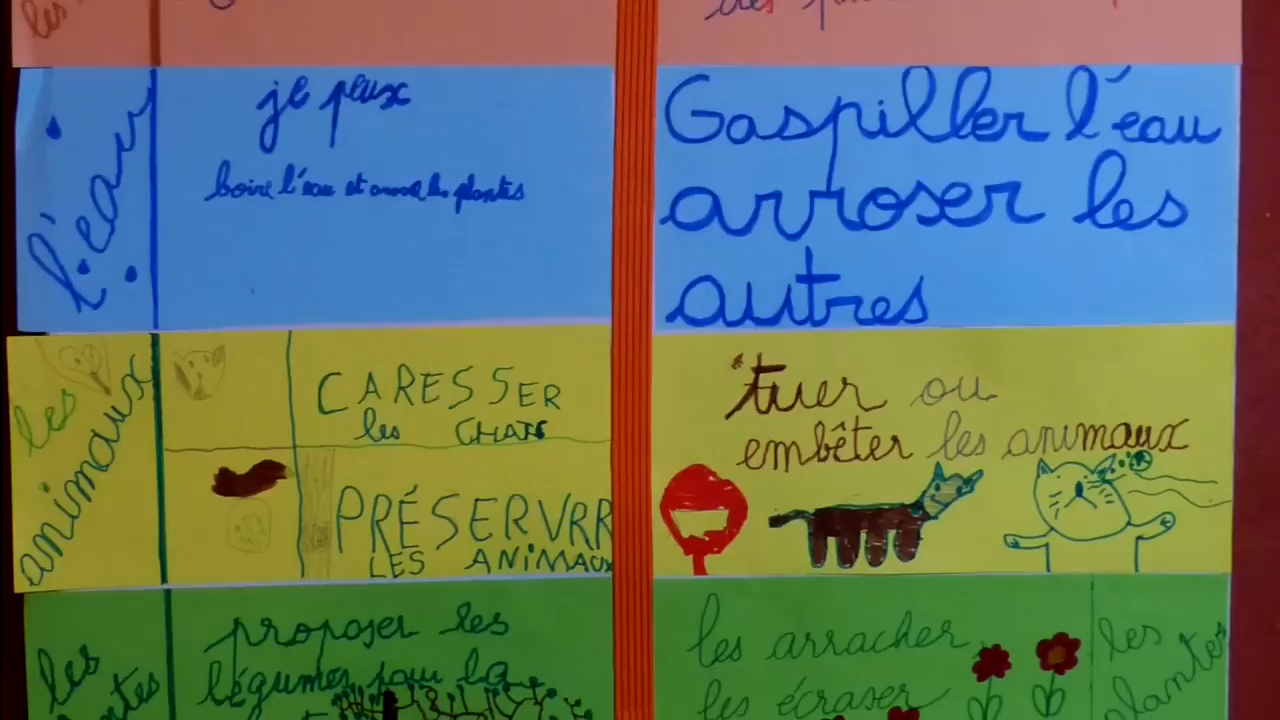 les
l'eau
je peux
boire l'eau et arroser les plantes
Gaspiller l'eau
arroser les
autres
les
animaux
CARESSER
les CHATS
PRÉSERVRR
LES ANIMAUX
tuer ou
embêter les animaux
les
proposer les
légumes pour la
les arracher
les écraser
les
plantes